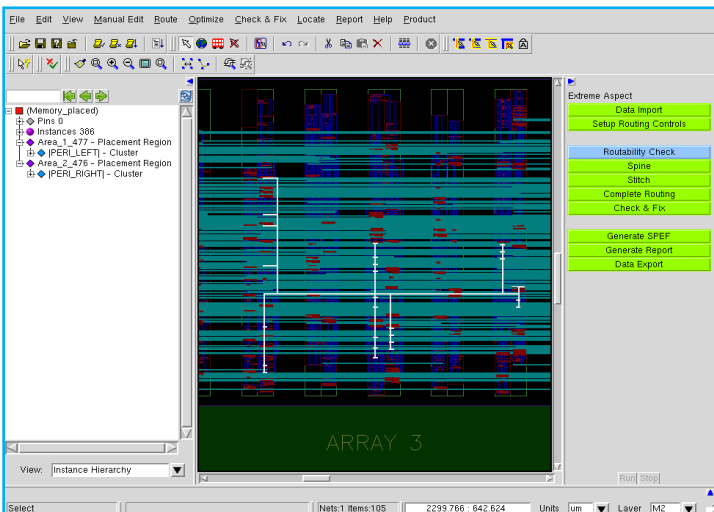 File Edit View Manual Edit Route Optimize Check & Fix Locate Report Help Product
(Memory_placed)
Pins 0
Instances 386
Area_1_477 - Placement Region
|PERI_LEFT| - Cluster
Area_2_476 - Placement Region
|PERI_RIGHT| - Cluster
View: Instance Hierarchy
ARRAY 3
Extreme Aspect
Data Import
Setup Routing Controls
Routability Check
Spine
Stitch
Complete Routing
Check & Fix
Generate SPEF
Generate Report
Data Export
Run Stop
Select Nets:1 Items:105 2299.766 : 642.624 Units um Layer M2